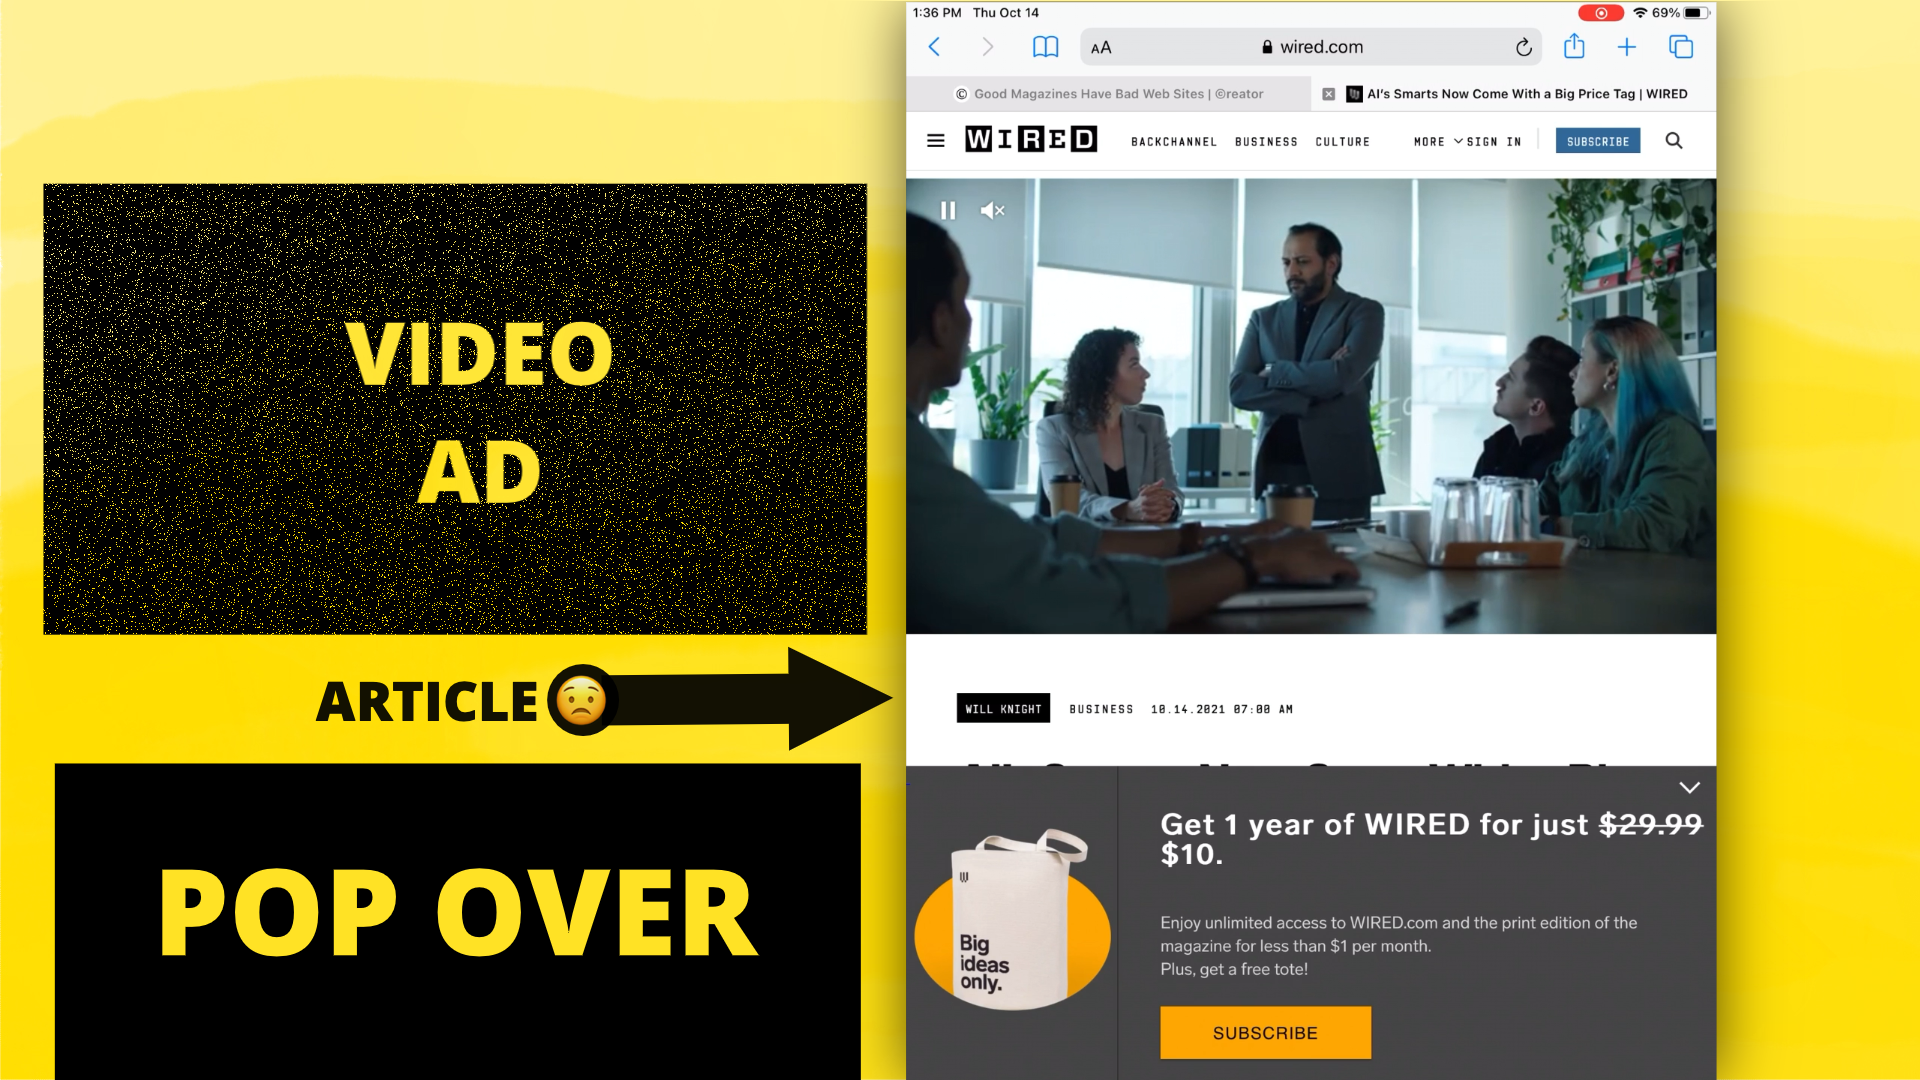 VIDEO
AD
ARTICLE
POP OVER
1:36 PM Thu Oct 14
69%
AA
wired.com
Good Magazines Have Bad Web Sites | ©reator
AI's Smarts Now Come With a Big Price Tag | WIRED
WIRED
BACKCHANNEL BUSINESS CULTURE MORE SIGN IN SUBSCRIBE
WILL KNIGHT BUSINESS 10.14.2021 07:00 AM
Get 1 year of WIRED for just $29.99
$10.
Enjoy unlimited access to WIRED.com and the print edition of the
magazine for less than $1 per month.
Plus, get a free tote!
W
Big
ideas
only.
SUBSCRIBE